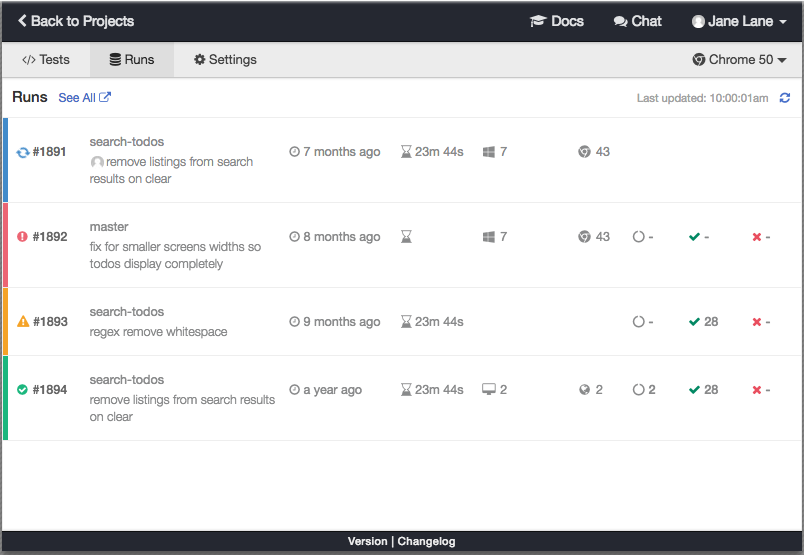 Back to Projects Docs Chat Jane Lane
</> Tests Runs Settings Chrome 50
Runs See All Last updated: 10:00:01am
#1891 search-todos 7 months ago 23m 44s 7 43
remove listings from search
results on clear
#1892 master 8 months ago 7 43 - - -
fix for smaller screens widths so
todos display completely
#1893 search-todos 9 months ago 23m 44s - 28 -
regex remove whitespace
#1894 search-todos a year ago 23m 44s 2 2 2 28 -
remove listings from search results
on clear
Version | Changelog